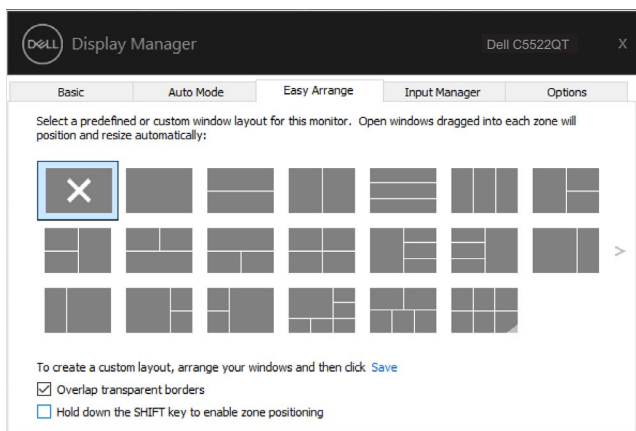 DELL Display Manager Dell C5522QT X
Basic Auto Mode Easy Arrange Input Manager Options
Select a predefined or custom window layout for this monitor. Open windows dragged into each zone will
position and resize automatically:
>
To create a custom layout, arrange your windows and then click Save
Overlap transparent borders
Hold down the SHIFT key to enable zone positioning